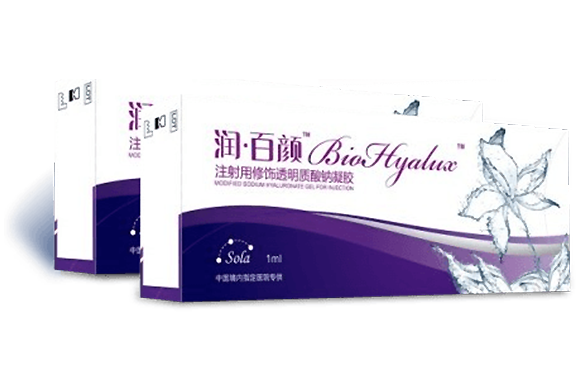 润·百颜™ BioHyalux™
注射用修饰透明质酸钠凝胶
MODIFIED SODIUM HYALURONATE GEL FOR INJECTION
Sola 1ml
中国境内指定医院专供